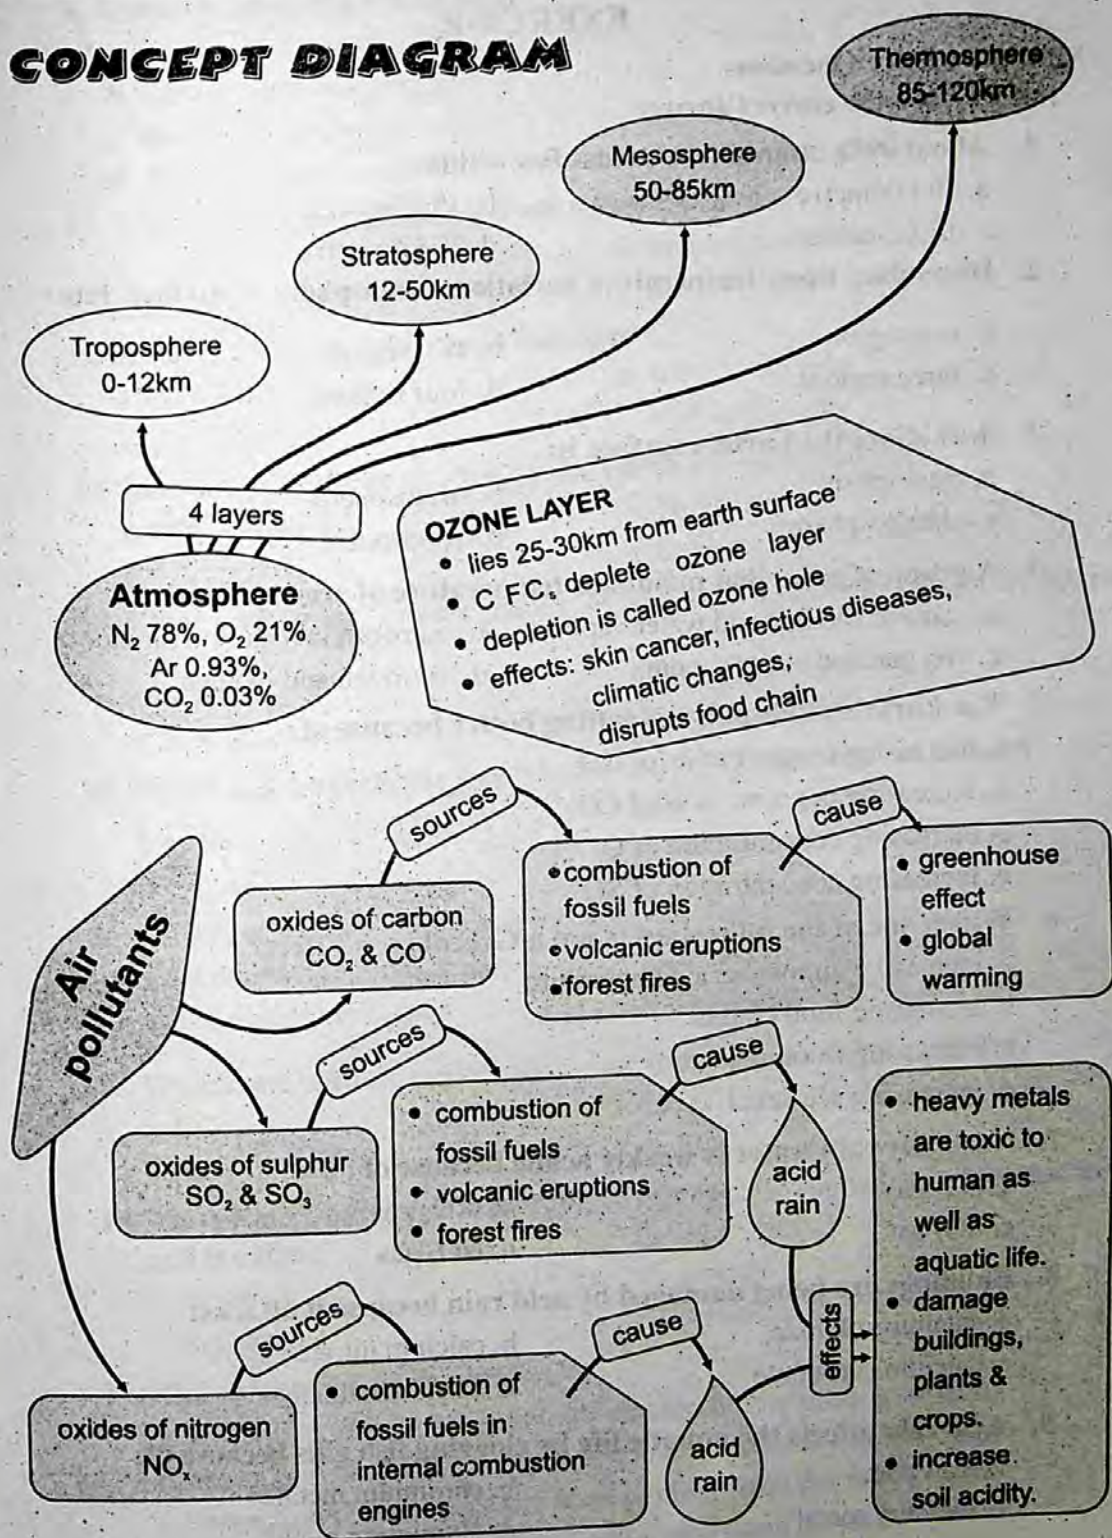 CONCEPT DIAGRAM
Thermosphere
85-120km
Mesosphere
50-85km
Stratosphere
12-50km
Troposphere
0-12km
4 layers
Atmosphere
N₂ 78%, O₂ 21%
Ar 0.93%,
CO₂ 0.03%
OZONE LAYER
• lies 25-30km from earth surface
• C FCₛ deplete ozone layer
• depletion is called ozone hole
• effects: skin cancer, infectious diseases,
climatic changes,
disrupts food chain
Air
pollutants
oxides of carbon
CO₂ & CO
sources
• combustion of
fossil fuels
• volcanic eruptions
• forest fires
cause
• greenhouse
effect
• global
warming
oxides of sulphur
SO₂ & SO₃
sources
• combustion of
fossil fuels
• volcanic eruptions
• forest fires
cause
acid
rain
oxides of nitrogen
NOₓ
sources
• combustion of
fossil fuels in
internal combustion
engines
cause
acid
rain
effects
• heavy metals
are toxic to
human as
well as
aquatic life.
• damage
buildings,
plants &
crops.
• increase
soil acidity.